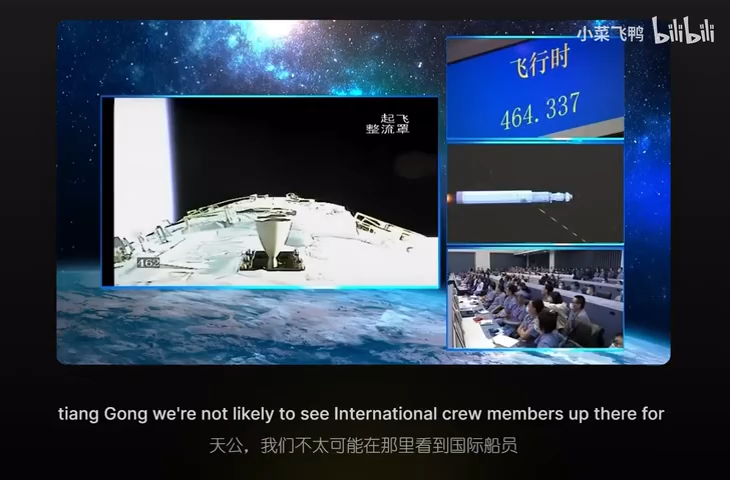 小菜飞鸭 bilibili
飞行时
464.337
起飞
整流罩
462
tiang Gong we're not likely to see International crew members up there for
天公，我们不太可能在那里看到国际船员